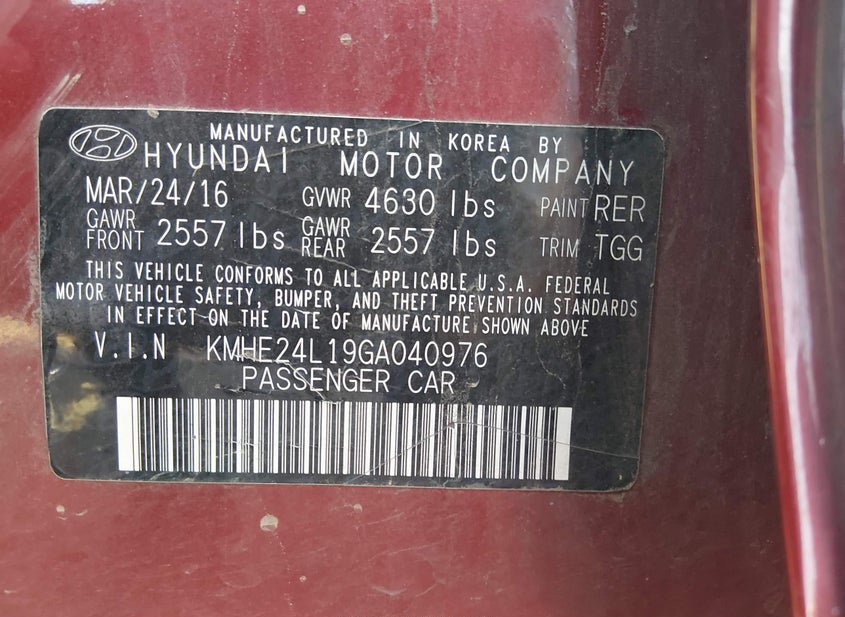 MANUFACTURED IN KOREA BY
HYUNDAI MOTOR COMPANY
MAR/24/16 GVWR 4630 lbs PAINT RER
GAWR FRONT 2557 lbs GAWR REAR 2557 lbs TRIM TGG
THIS VEHICLE CONFORMS TO ALL APPLICABLE U.S.A. FEDERAL
MOTOR VEHICLE SAFETY, BUMPER, AND THEFT PREVENTION STANDARDS
IN EFFECT ON THE DATE OF MANUFACTURE SHOWN ABOVE
V.I.N KMHE24L19GA040976
PASSENGER CAR